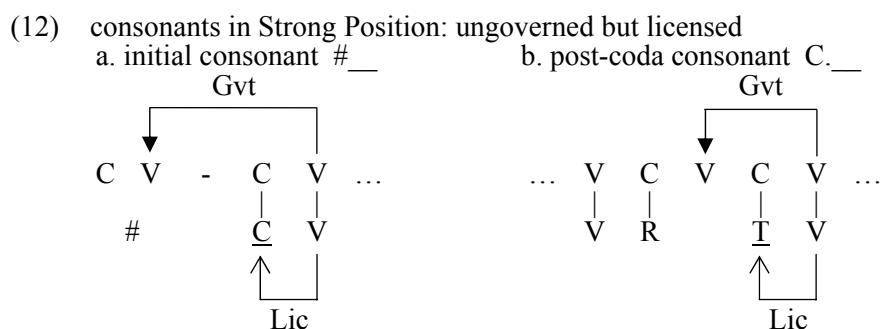 (12) consonants in Strong Position: ungoverned but licensed
a. initial consonant #__ b. post-coda consonant C.__
Gvt Gvt
C V - C V … … V C V C V …
# C V V R T V
Lic Lic